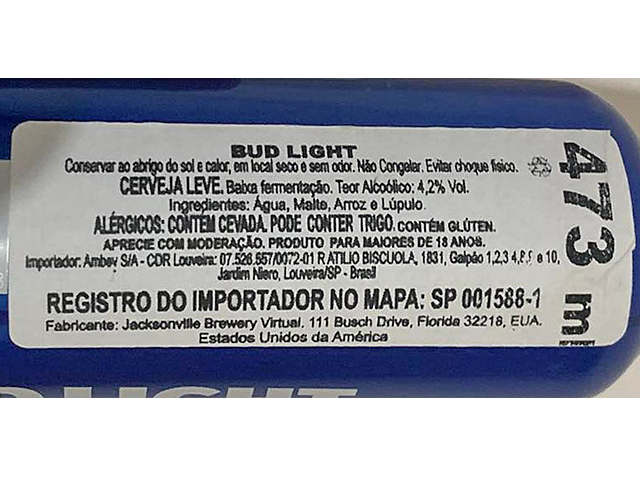 BUD LIGHT
Conservar ao abrigo do sol e calor, em local seco e sem odor. Não Congelar. Evitar choque físico.
CERVEJA LEVE. Baixa fermentação. Teor Alcoólico: 4,2% Vol.
Ingredientes: Água, Malte, Arroz e Lúpulo.
ALÉRGICOS: CONTÉM CEVADA. PODE CONTER TRIGO. CONTÉM GLÚTEN.
APRECIE COM MODERAÇÃO. PRODUTO PARA MAIORES DE 18 ANOS.
Importador: Ambev S/A - CDR Louveira: 07.526.557/0072-01 R ATILIO BISCUOLA, 1831, Galpão 1,2,3 4,8,9 e 10,
Jardim Niero, Louveira/SP - Brasil
REGISTRO DO IMPORTADOR NO MAPA: SP 001588-1
Fabricante: Jacksonville Brewery Virtual. 111 Busch Drive, Florida 32218, EUA.
Estados Unidos da América
473 m